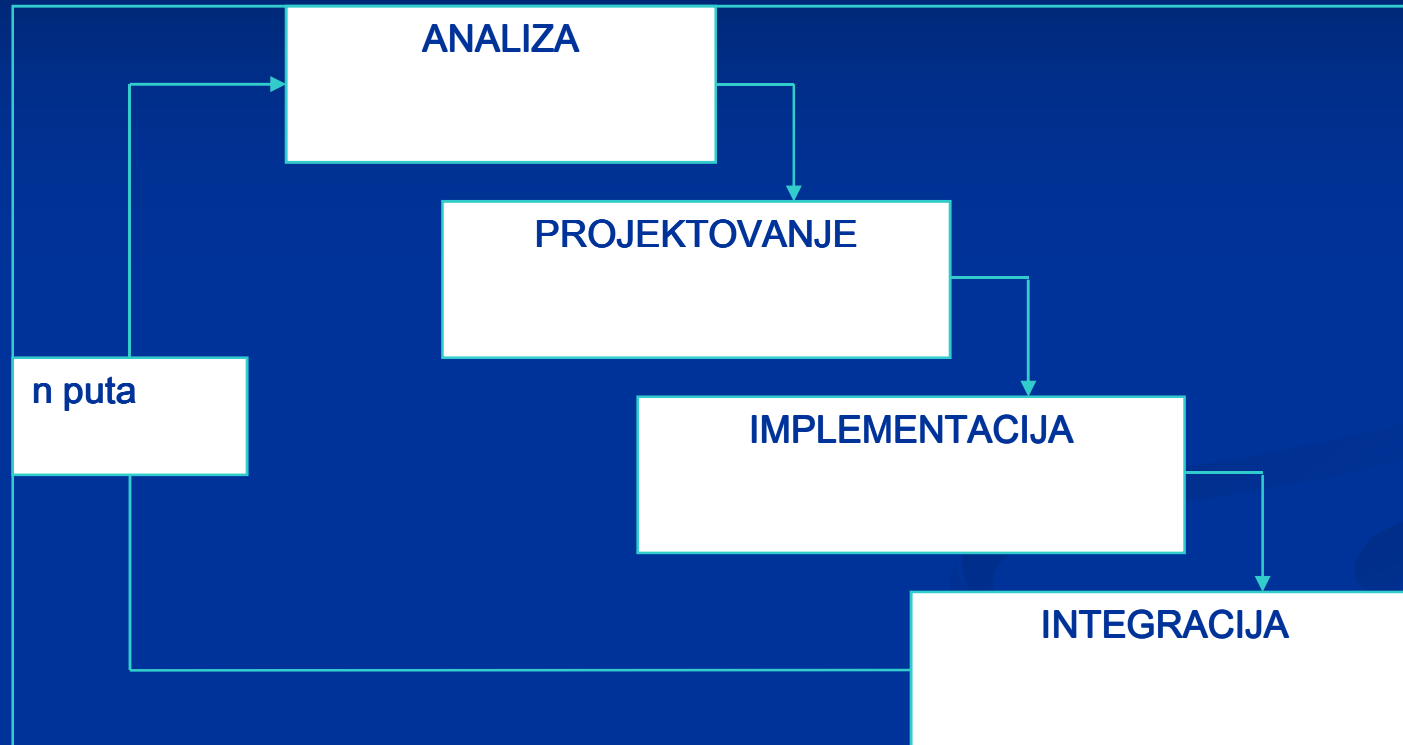 ANALIZA
PROJEKTOVANJE
n puta
IMPLEMENTACIJA
INTEGRACIJA